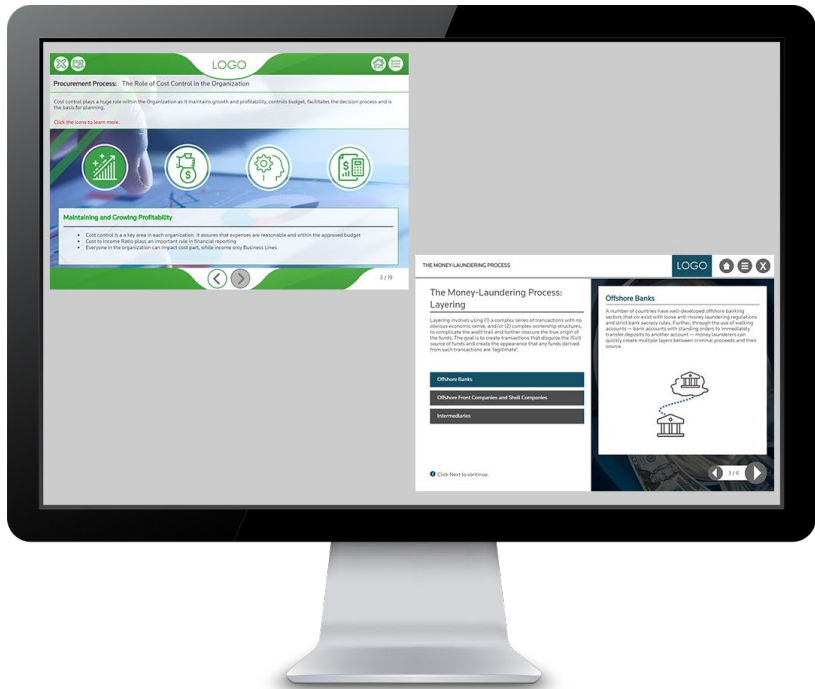 LOGO
Procurement Process: The Role of Cost Control in the Organization
Cost control plays a huge role within the Organization as it maintains growth and profitability, controls budget, facilitates the decision process and is
the basis for planning.
Click the icons to learn more.
Maintaining and Growing Profitability
• Cost control is a a key area in each organization. It assures that expenses are reasonable and within the approved budget
• Cost to Income Ratio plays an important role in financial reporting
• Everyone in the organization can impact cost part, while income only Business Lines
3 / 19
THE MONEY-LAUNDERING PROCESS
LOGO
X
The Money-Laundering Process:
Layering
Layering involves using (1) a complex series of transactions with no
obvious economic sense, and/or (2) complex ownership structures,
to complicate the audit trail and further obscure the true origin of
the funds. The goal is to create transactions that disguise the illicit
source of funds and create the appearance that any funds derived
from such transactions are 'legitimate'.
Offshore Banks
Offshore Front Companies and Shell Companies
Intermediaries
Click Next to continue.
Offshore Banks
A number of countries have well-developed offshore banking
sectors that co-exist with loose anti-money laundering regulations
and strict bank secrecy rules. Further, through the use of walking
accounts — bank accounts with standing orders to immediately
transfer deposits to another account — money launderers can
quickly create multiple layers between criminal proceeds and their
source.
3 / 6